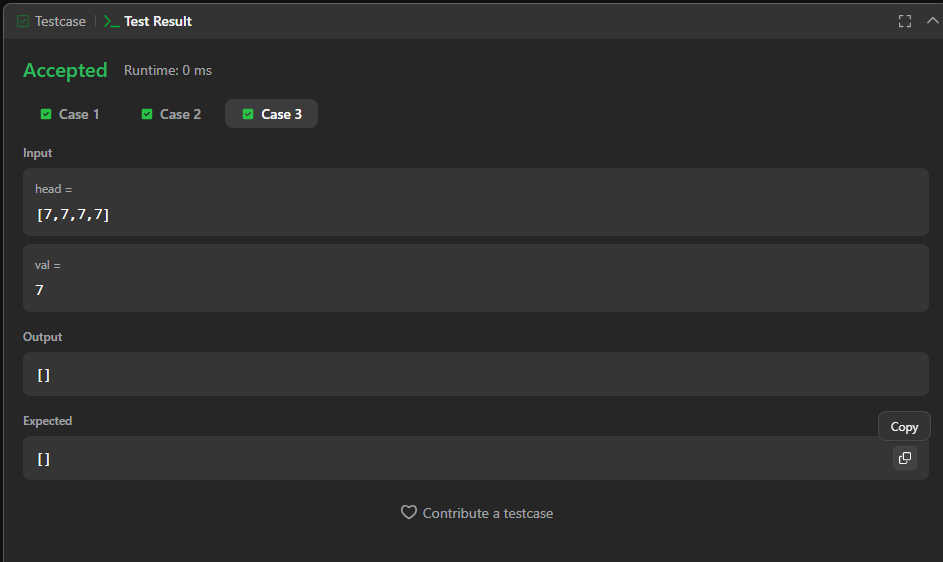 Testcase Test Result
Accepted Runtime: 0 ms
Case 1 Case 2 Case 3
Input
head =
[7,7,7,7]
val =
7
Output
[]
Expected
Copy
[]
Contribute a testcase